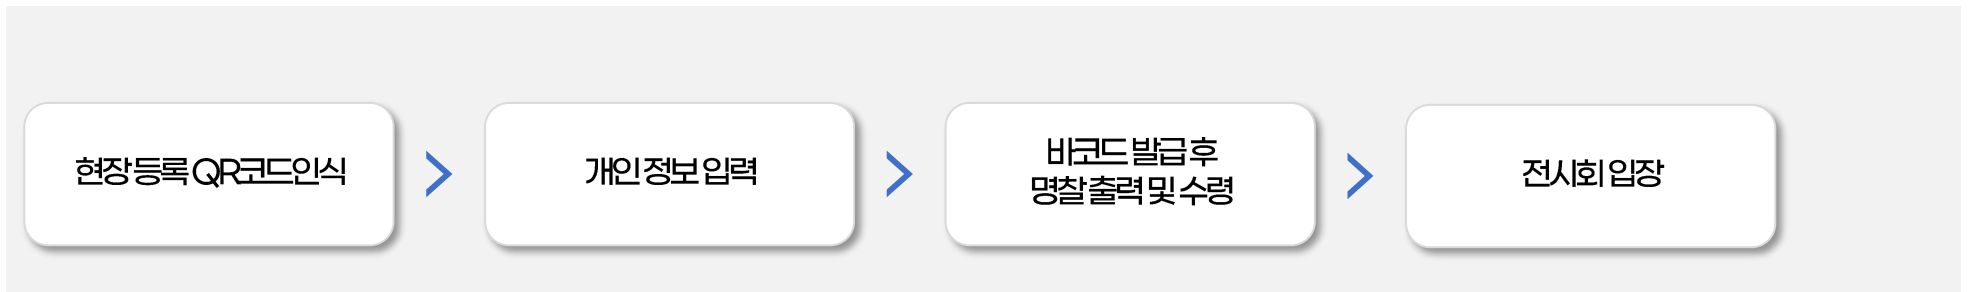 현장 등록 QR코드인식
개인 정보 입력
비코드 발급 후
명찰 출력 및 수령
전시회 입장